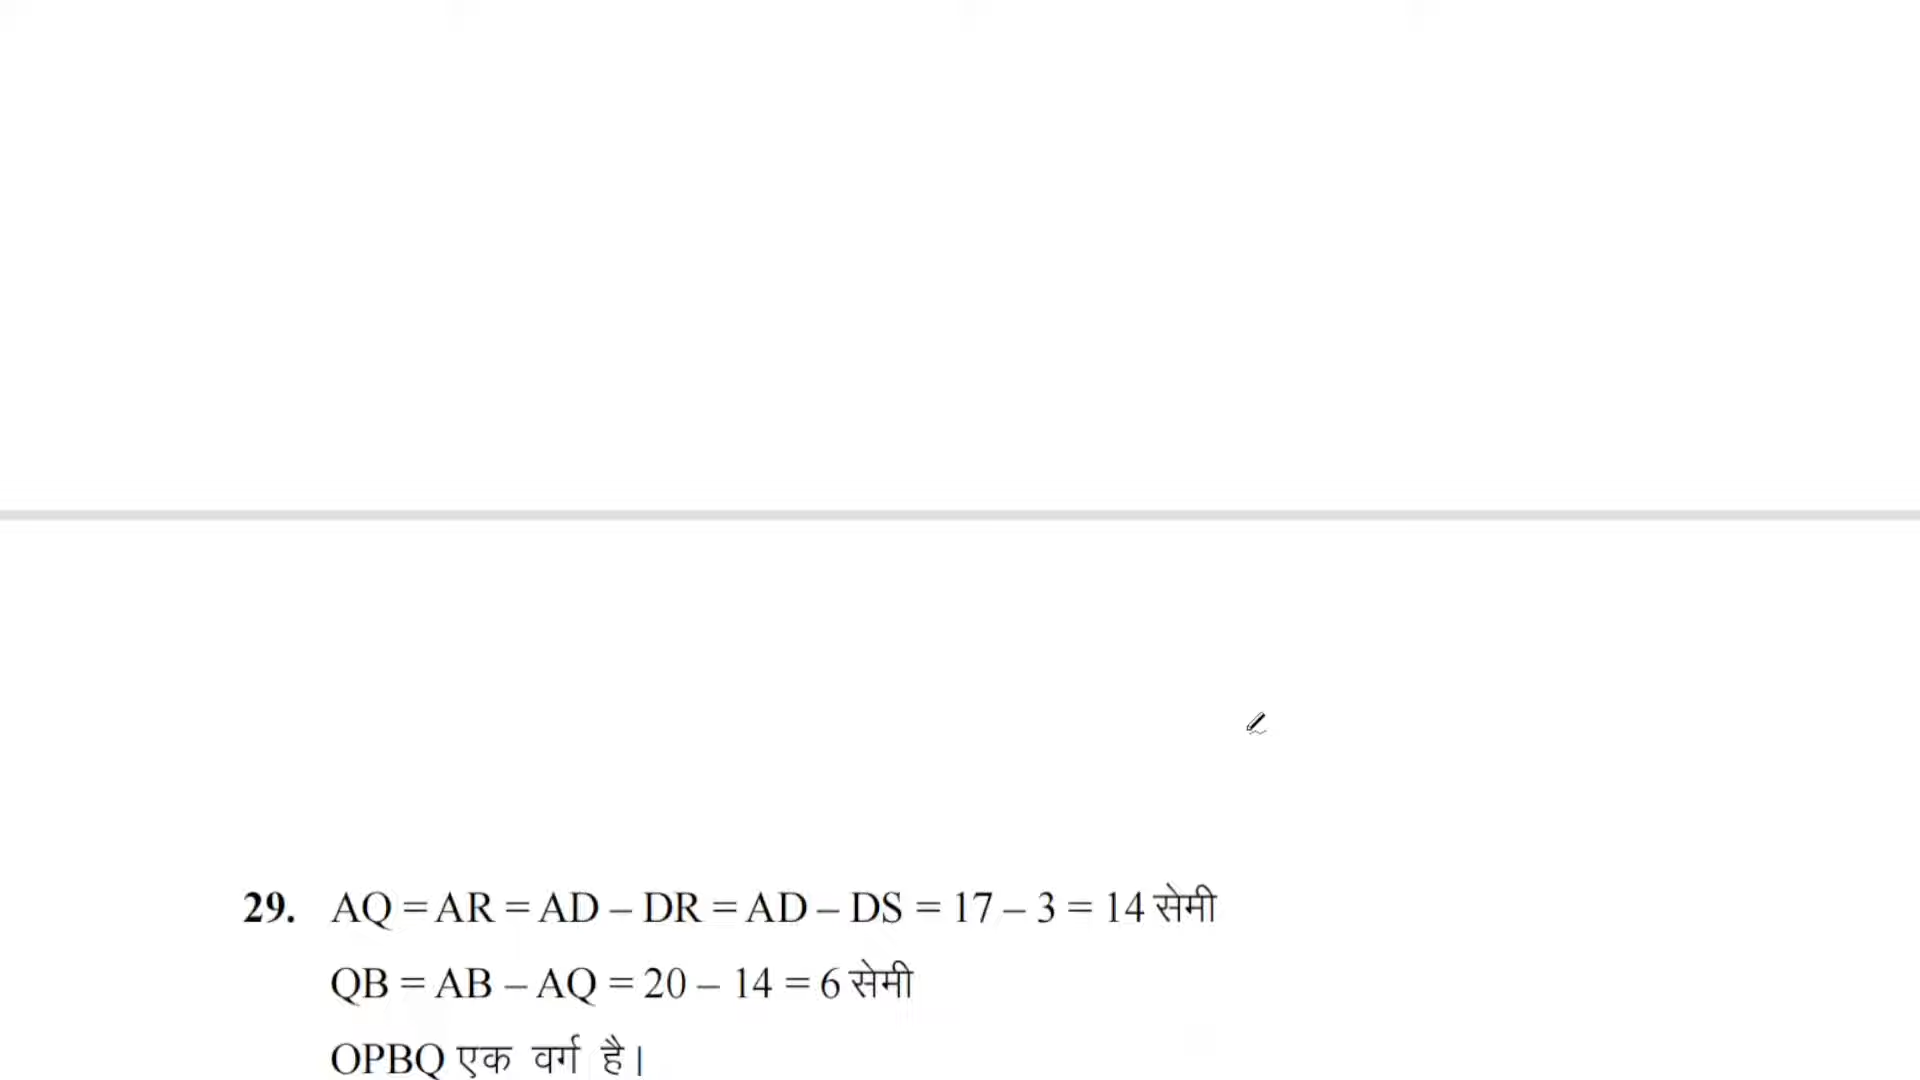 29. AQ = AR = AD – DR = AD – DS = 17 – 3 = 14 सेमी
QB = AB – AQ = 20 – 14 = 6 सेमी
OPBQ एक वर्ग है।